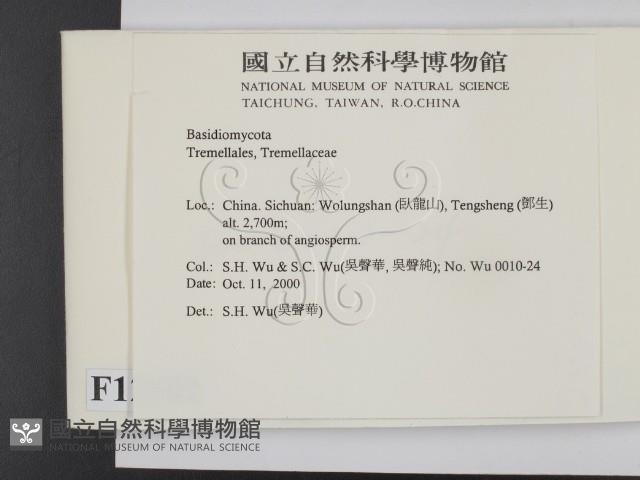 國立自然科學博物館
NATIONAL MUSEUM OF NATURAL SCIENCE
TAICHUNG, TAIWAN, R.O.CHINA
Basidiomycota
Tremellales, Tremellaceae
Loc.: China. Sichuan: Wolungshan (臥龍山), Tengsheng (鄧生)
alt. 2,700m;
on branch of angiosperm.
Col.: S.H. Wu & S.C. Wu(吳聲華, 吳聲純); No. Wu 0010-24
Date: Oct. 11, 2000
Det.: S.H. Wu(吳聲華)
國立自然科學博物館
NATIONAL MUSEUM OF NATURAL SCIENCE